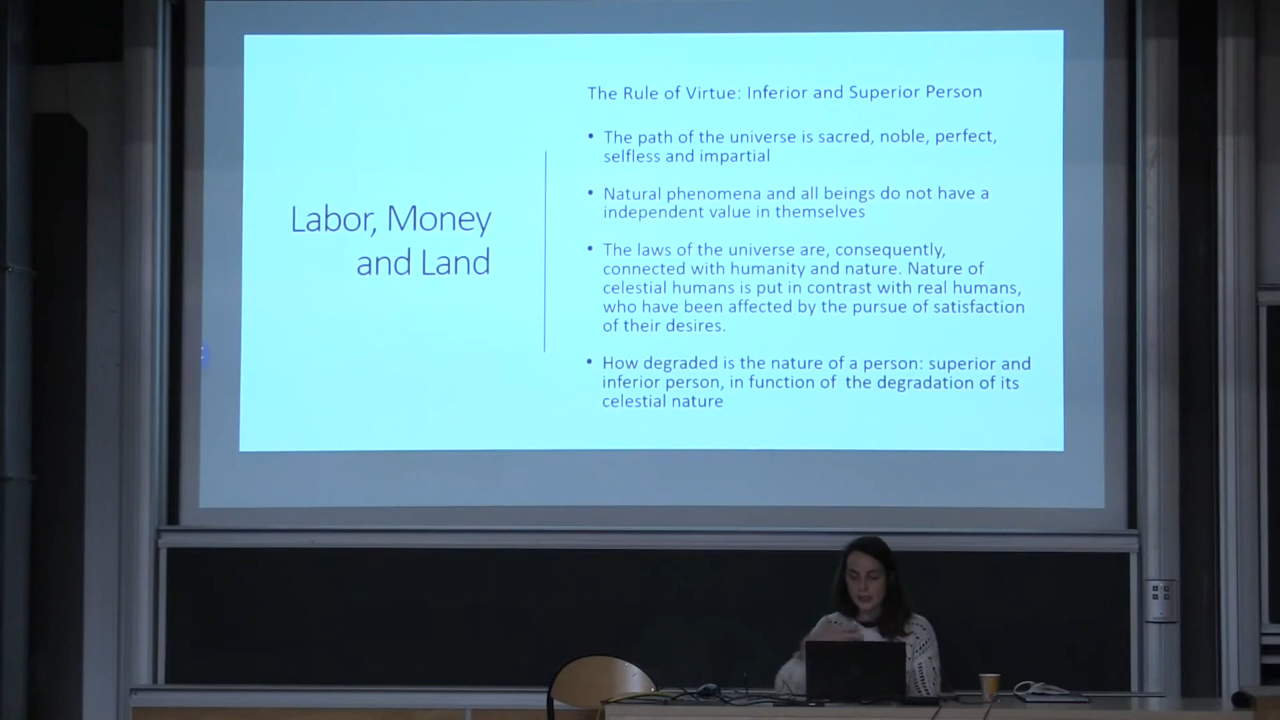 Labor, Money
and Land
The Rule of Virtue: Inferior and Superior Person
• The path of the universe is sacred, noble, perfect,
selfless and impartial
• Natural phenomena and all beings do not have a
independent value in themselves
• The laws of the universe are, consequently,
connected with humanity and nature. Nature of
celestial humans is put in contrast with real humans,
who have been affected by the pursue of satisfaction
of their desires.
• How degraded is the nature of a person: superior and
inferior person, in function of the degradation of its
celestial nature